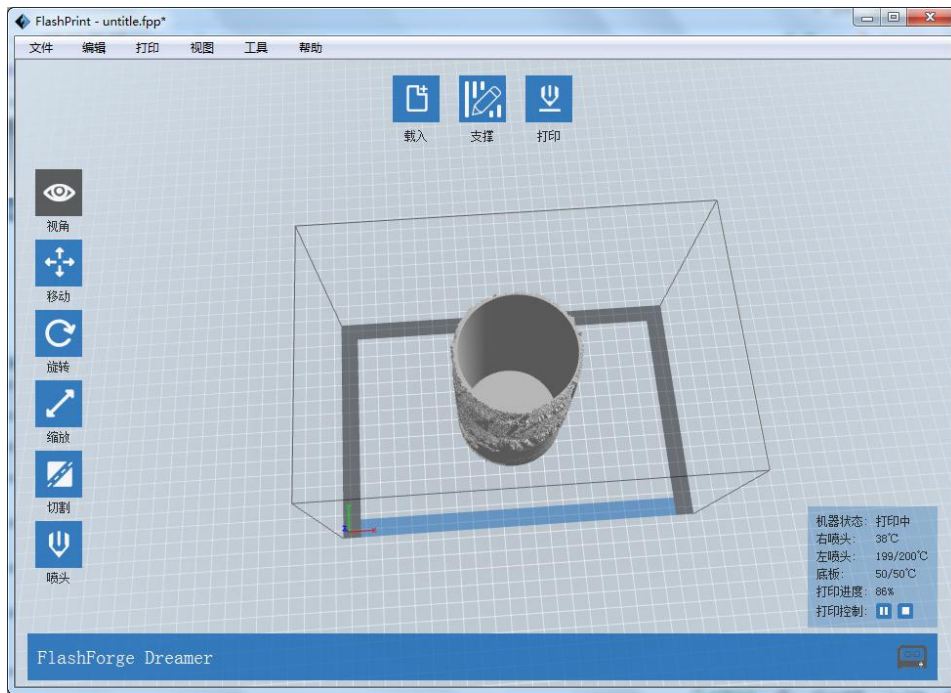 FlashPrint - untitle.fpp*
文件 编辑 打印 视图 工具 帮助
载入 支撑 打印
视角
移动
旋转
缩放
切割
喷头
机器状态: 打印中
右喷头: 38℃
左喷头: 199/200℃
底板: 50/50℃
打印进度: 86%
打印控制:
FlashForge Dreamer